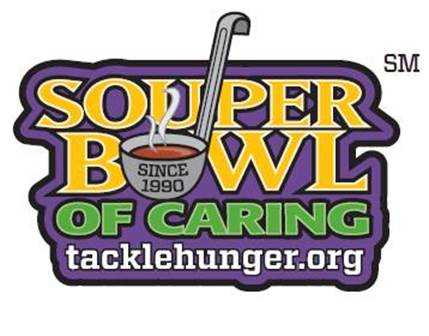 SM
SOUPER
BOWL
SINCE
1990
OF CARING
tacklehunger.org